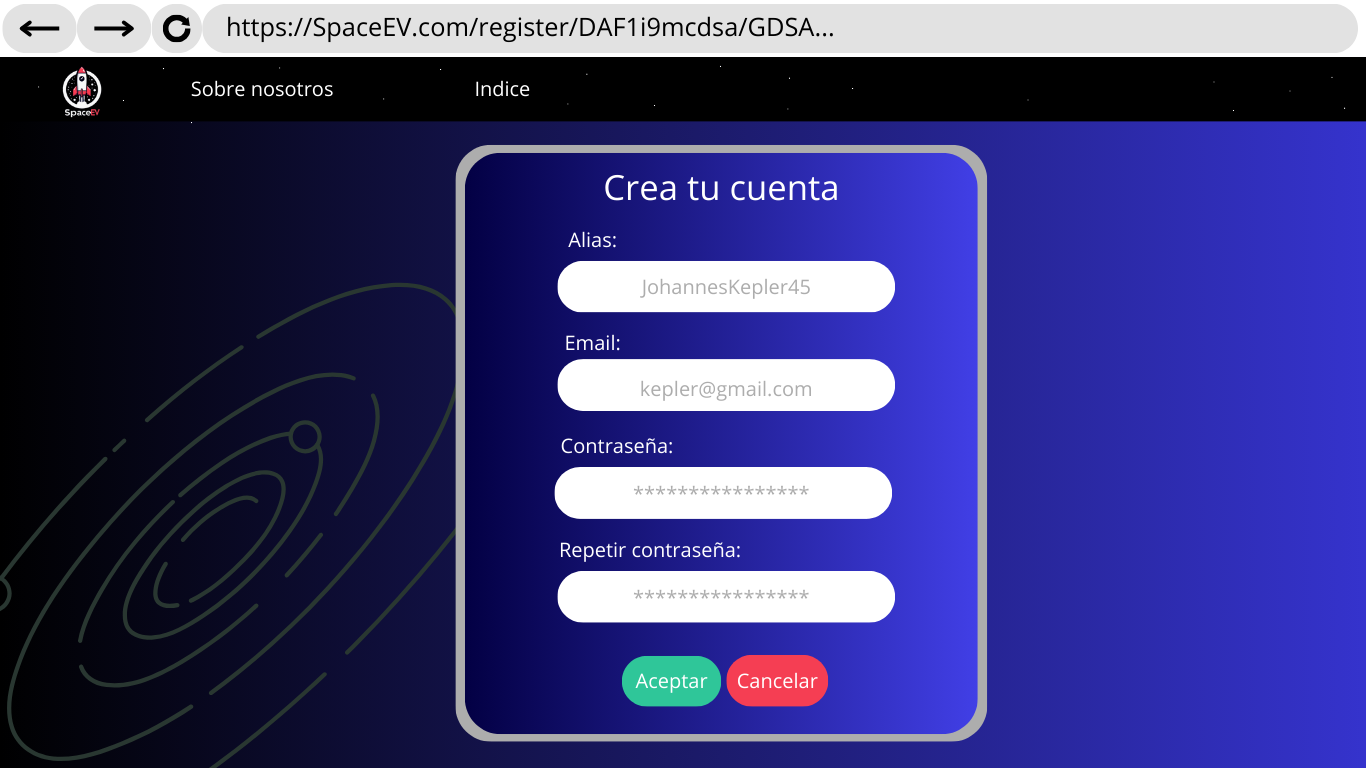 https://SpaceEV.com/register/DAF1i9mcdsa/GDSA...
SpaceEV
Sobre nosotros
Indice
Crea tu cuenta
Alias:
JohannesKepler45
Email:
kepler@gmail.com
Contraseña:
****************
Repetir contraseña:
****************
Aceptar
Cancelar